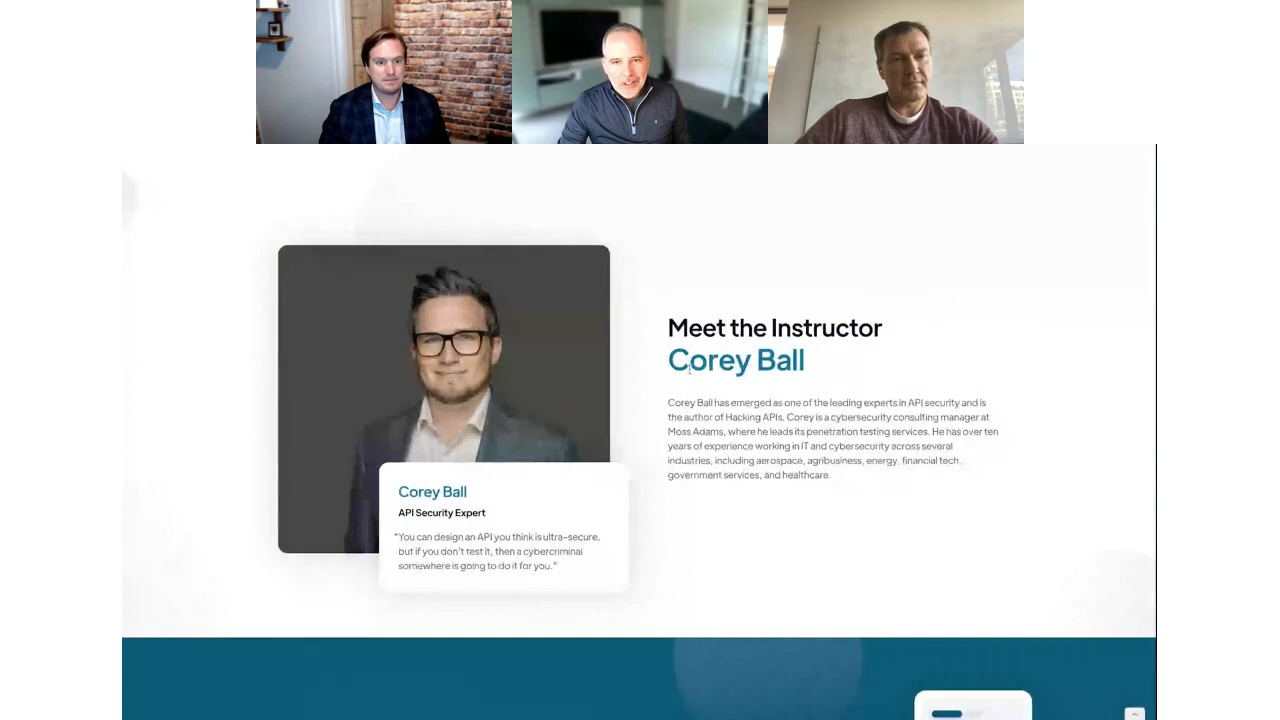 Meet the Instructor
Corey Ball
Corey Ball has emerged as one of the leading experts in API security and is
the author of Hacking APIs. Corey is a cybersecurity consulting manager at
Moss Adams, where he leads its penetration testing services. He has over ten
years of experience working in IT and cybersecurity across several
industries, including aerospace, agribusiness, energy, financial tech,
government services, and healthcare.
Corey Ball
API Security Expert
"You can design an API you think is ultra-secure,
but if you don't test it, then a cybercriminal
somewhere is going to do it for you."